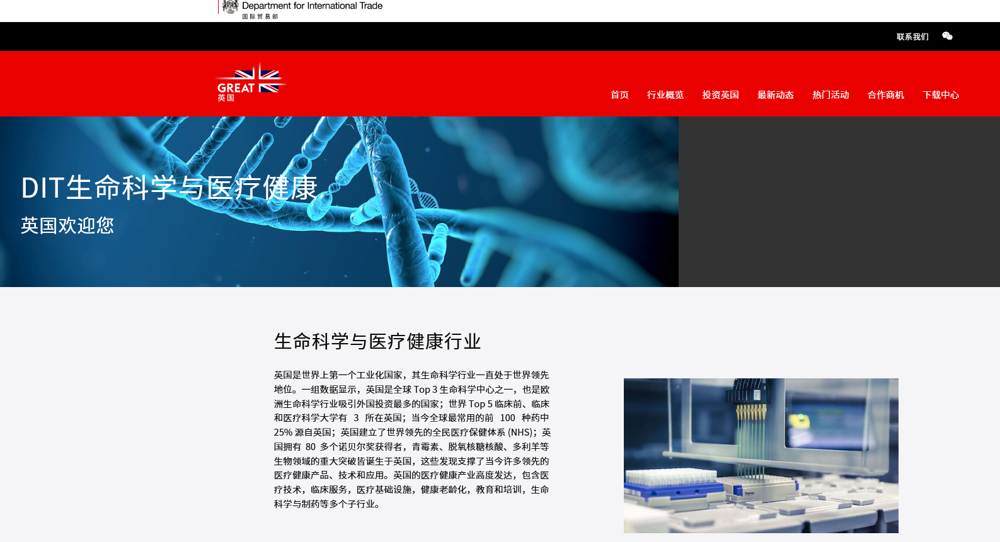 Department for International Trade
国际贸易部
联系我们
GREAT
英国
首页 行业概览 投资英国 最新动态 热门活动 合作商机 下载中心
DIT生命科学与医疗健康
英国欢迎您
生命科学与医疗健康行业
英国是世界上第一个工业化国家，其生命科学行业一直处于世界领先
地位。一组数据显示，英国是全球 Top 3 生命科学中心之一，也是欧
洲生命科学行业吸引外国投资最多的国家；世界 Top 5 临床前、临床
和医疗科学大学有 3 所在英国；当今全球最常用的前 100 种药中
25% 源自英国；英国建立了世界领先的全民医疗保健体系 (NHS)；英
国拥有 80 多个诺贝尔奖获得者，青霉素、脱氧核糖核酸、多利羊等
生物领域的重大突破皆诞生于英国，这些发现支撑了当今许多领先的
医疗健康产品、技术和应用。英国的医疗健康产业高度发达，包含医
疗技术，临床服务，医疗基础设施，健康老龄化，教育和培训，生命
科学与制药等多个子行业。